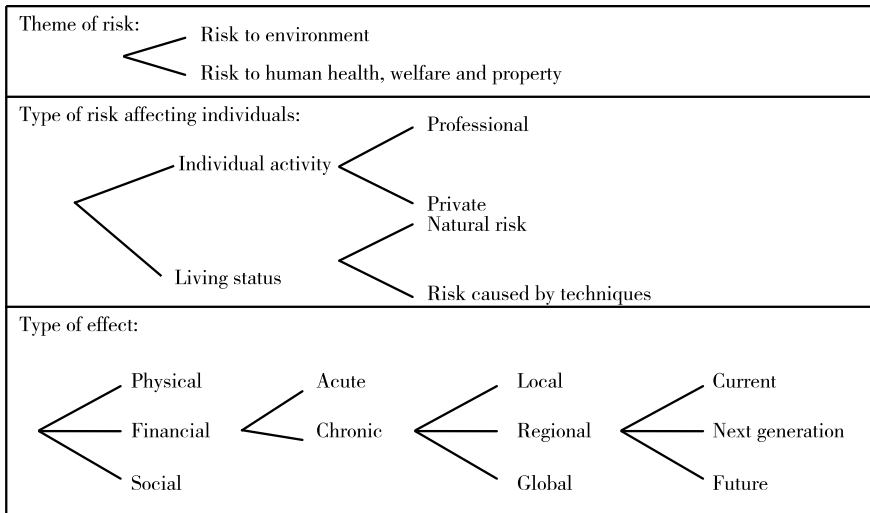 Theme of risk:
Risk to environment
Risk to human health, welfare and property
Type of risk affecting individuals:
Professional
Individual activity
Private
Natural risk
Living status
Risk caused by techniques
Type of effect:
Physical Acute Local Current
Financial Chronic Regional Next generation
Social Global Future